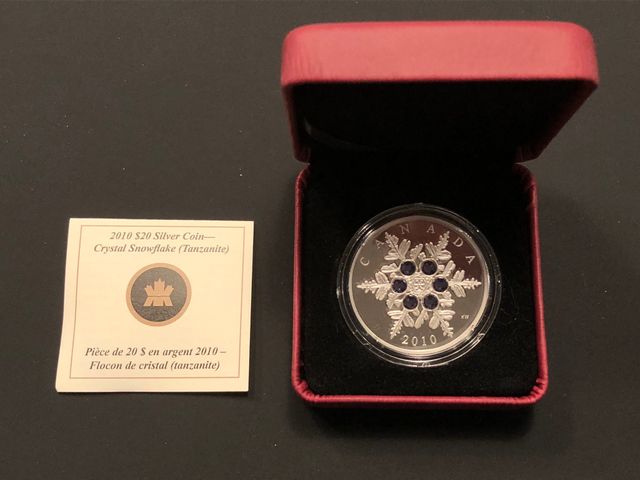 2010 $20 Silver Coin—
Crystal Snowflake (Tanzanite)
Pièce de 20 $ en argent 2010 –
Flocon de cristal (tanzanite)
CANADA
2010